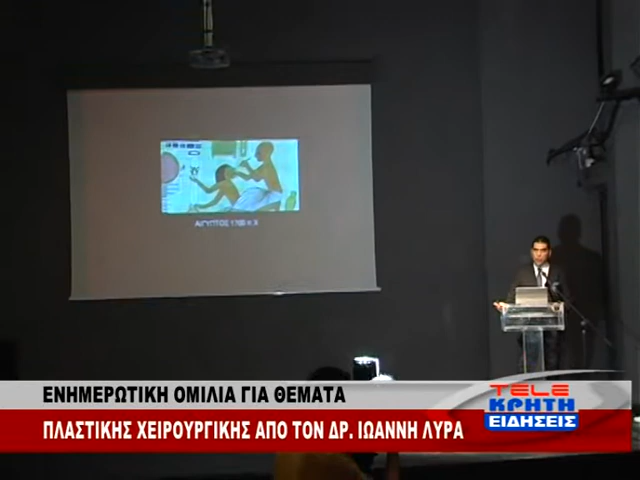 ΑΙΓΥΠΤΟΣ 1700 π.Χ
ΕΝΗΜΕΡΩΤΙΚΗ ΟΜΙΛΙΑ ΓΙΑ ΘΕΜΑΤΑ
ΠΛΑΣΤΙΚΗΣ ΧΕΙΡΟΥΡΓΙΚΗΣ ΑΠΟ ΤΟΝ ΔΡ. ΙΩΑΝΝΗ ΛΥΡΑ
TELE
ΚΡΗΤΗ
ΕΙΔΗΣΕΙΣ